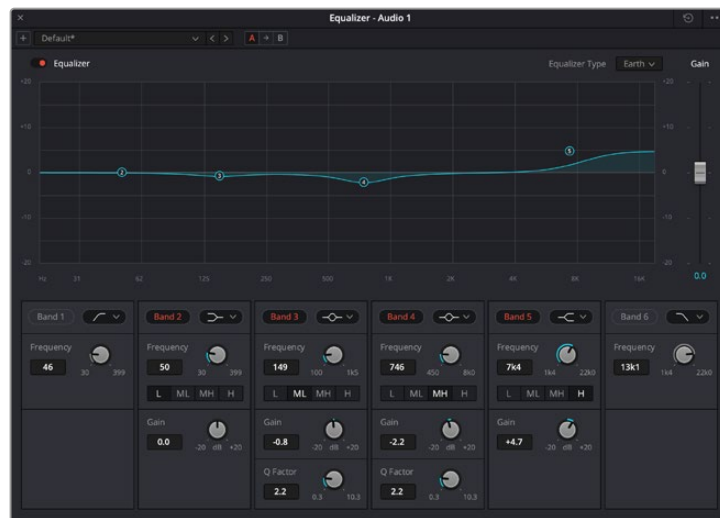 Equalizer - Audio 1
Default*
A
B
Equalizer
Equalizer Type
Earth
Gain
+20
+20
+10
+10
0
0
-10
-10
-20
-20
Hz
31
62
125
250
500
1K
2K
4K
8K
16K
2
3
4
5
0.0
Band 1
Band 2
Band 3
Band 4
Band 5
Band 6
Frequency
Frequency
Frequency
Frequency
Frequency
Frequency
46
50
149
746
7k4
13k1
30 399
30 399
100 1k5
450 8k0
1k4 22k0
1k4 22k0
L ML MH H
L ML MH H
L ML MH H
L ML MH H
Gain
Gain
Gain
Gain
0.0
-0.8
-2.2
+4.7
-20 dB +20
-20 dB +20
-20 dB +20
-20 dB +20
Q Factor
Q Factor
2.2
2.2
0.3 10.3
0.3 10.3